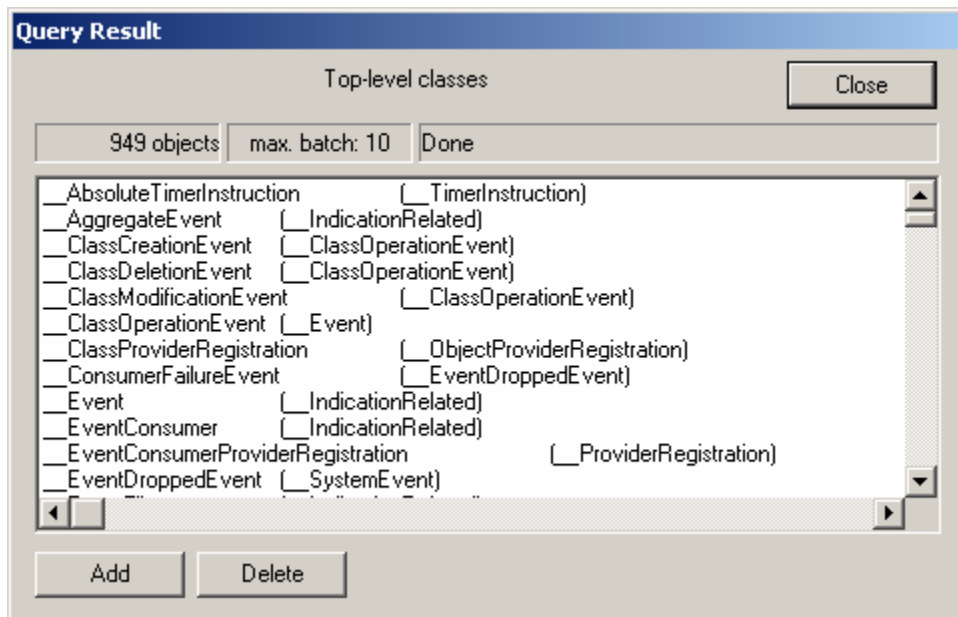 Query Result
Top-level classes
Close
949 objects max. batch: 10 Done
__AbsoluteTimerInstruction (__TimerInstruction)
__AggregateEvent (__IndicationRelated)
__ClassCreationEvent (__ClassOperationEvent)
__ClassDeletionEvent (__ClassOperationEvent)
__ClassModificationEvent (__ClassOperationEvent)
__ClassOperationEvent (__Event)
__ClassProviderRegistration (__ObjectProviderRegistration)
__ConsumerFailureEvent (__EventDroppedEvent)
__Event (__IndicationRelated)
__EventConsumer (__IndicationRelated)
__EventConsumerProviderRegistration (__ProviderRegistration)
__EventDroppedEvent (__SystemEvent)
Add Delete